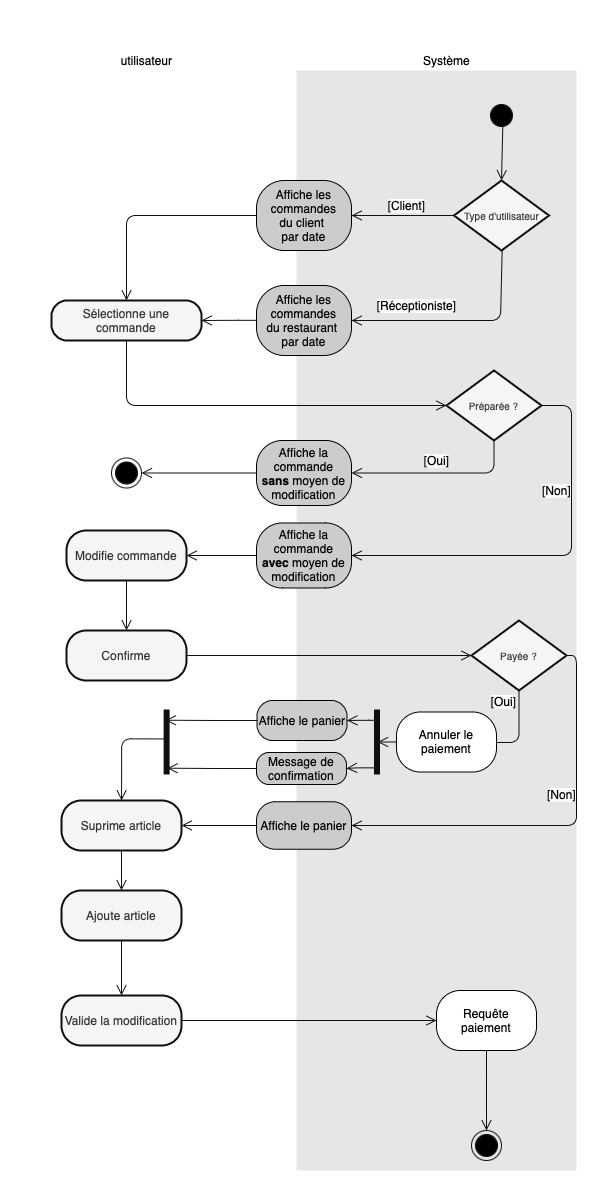 utilisateur
Système
Affiche les
commandes
du client
par date
[Client]
Type d'utilisateur
Sélectionne une
commande
Affiche les
commandes
du restaurant
par date
[Réceptioniste]
Préparée ?
Affiche la
commande
sans moyen de
modification
[Oui]
[Non]
Modifie commande
Affiche la
commande
avec moyen de
modification
Confirme
Payée ?
[Oui]
Affiche le panier
Annuler le
paiement
Message de
confirmation
[Non]
Suprime article
Affiche le panier
Ajoute article
Valide la modification
Requête
paiement